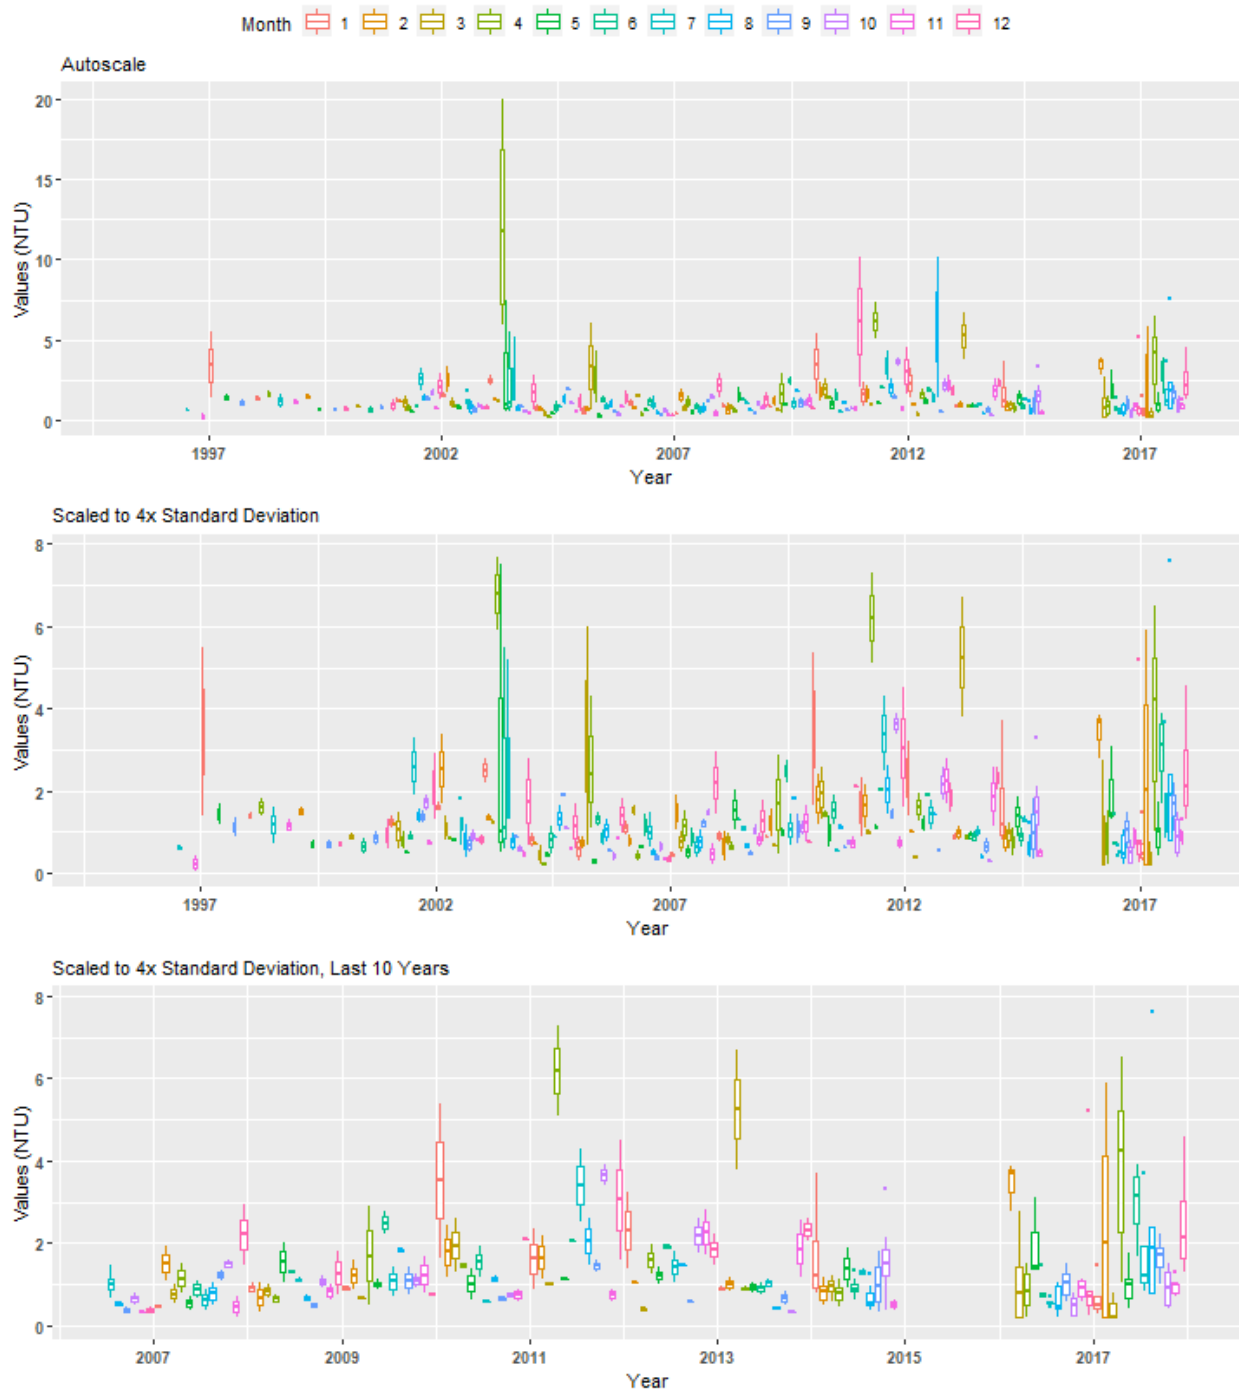 Month 1 2 3 4 5 6 7 8 9 10 11 12
Autoscale
20
15
10
5
0
Values (NTU)
1997 2002 2007 2012 2017
Year
Scaled to 4x Standard Deviation
8
6
4
2
0
Values (NTU)
1997 2002 2007 2012 2017
Year
Scaled to 4x Standard Deviation, Last 10 Years
8
6
4
2
0
Values (NTU)
2007 2009 2011 2013 2015 2017
Year